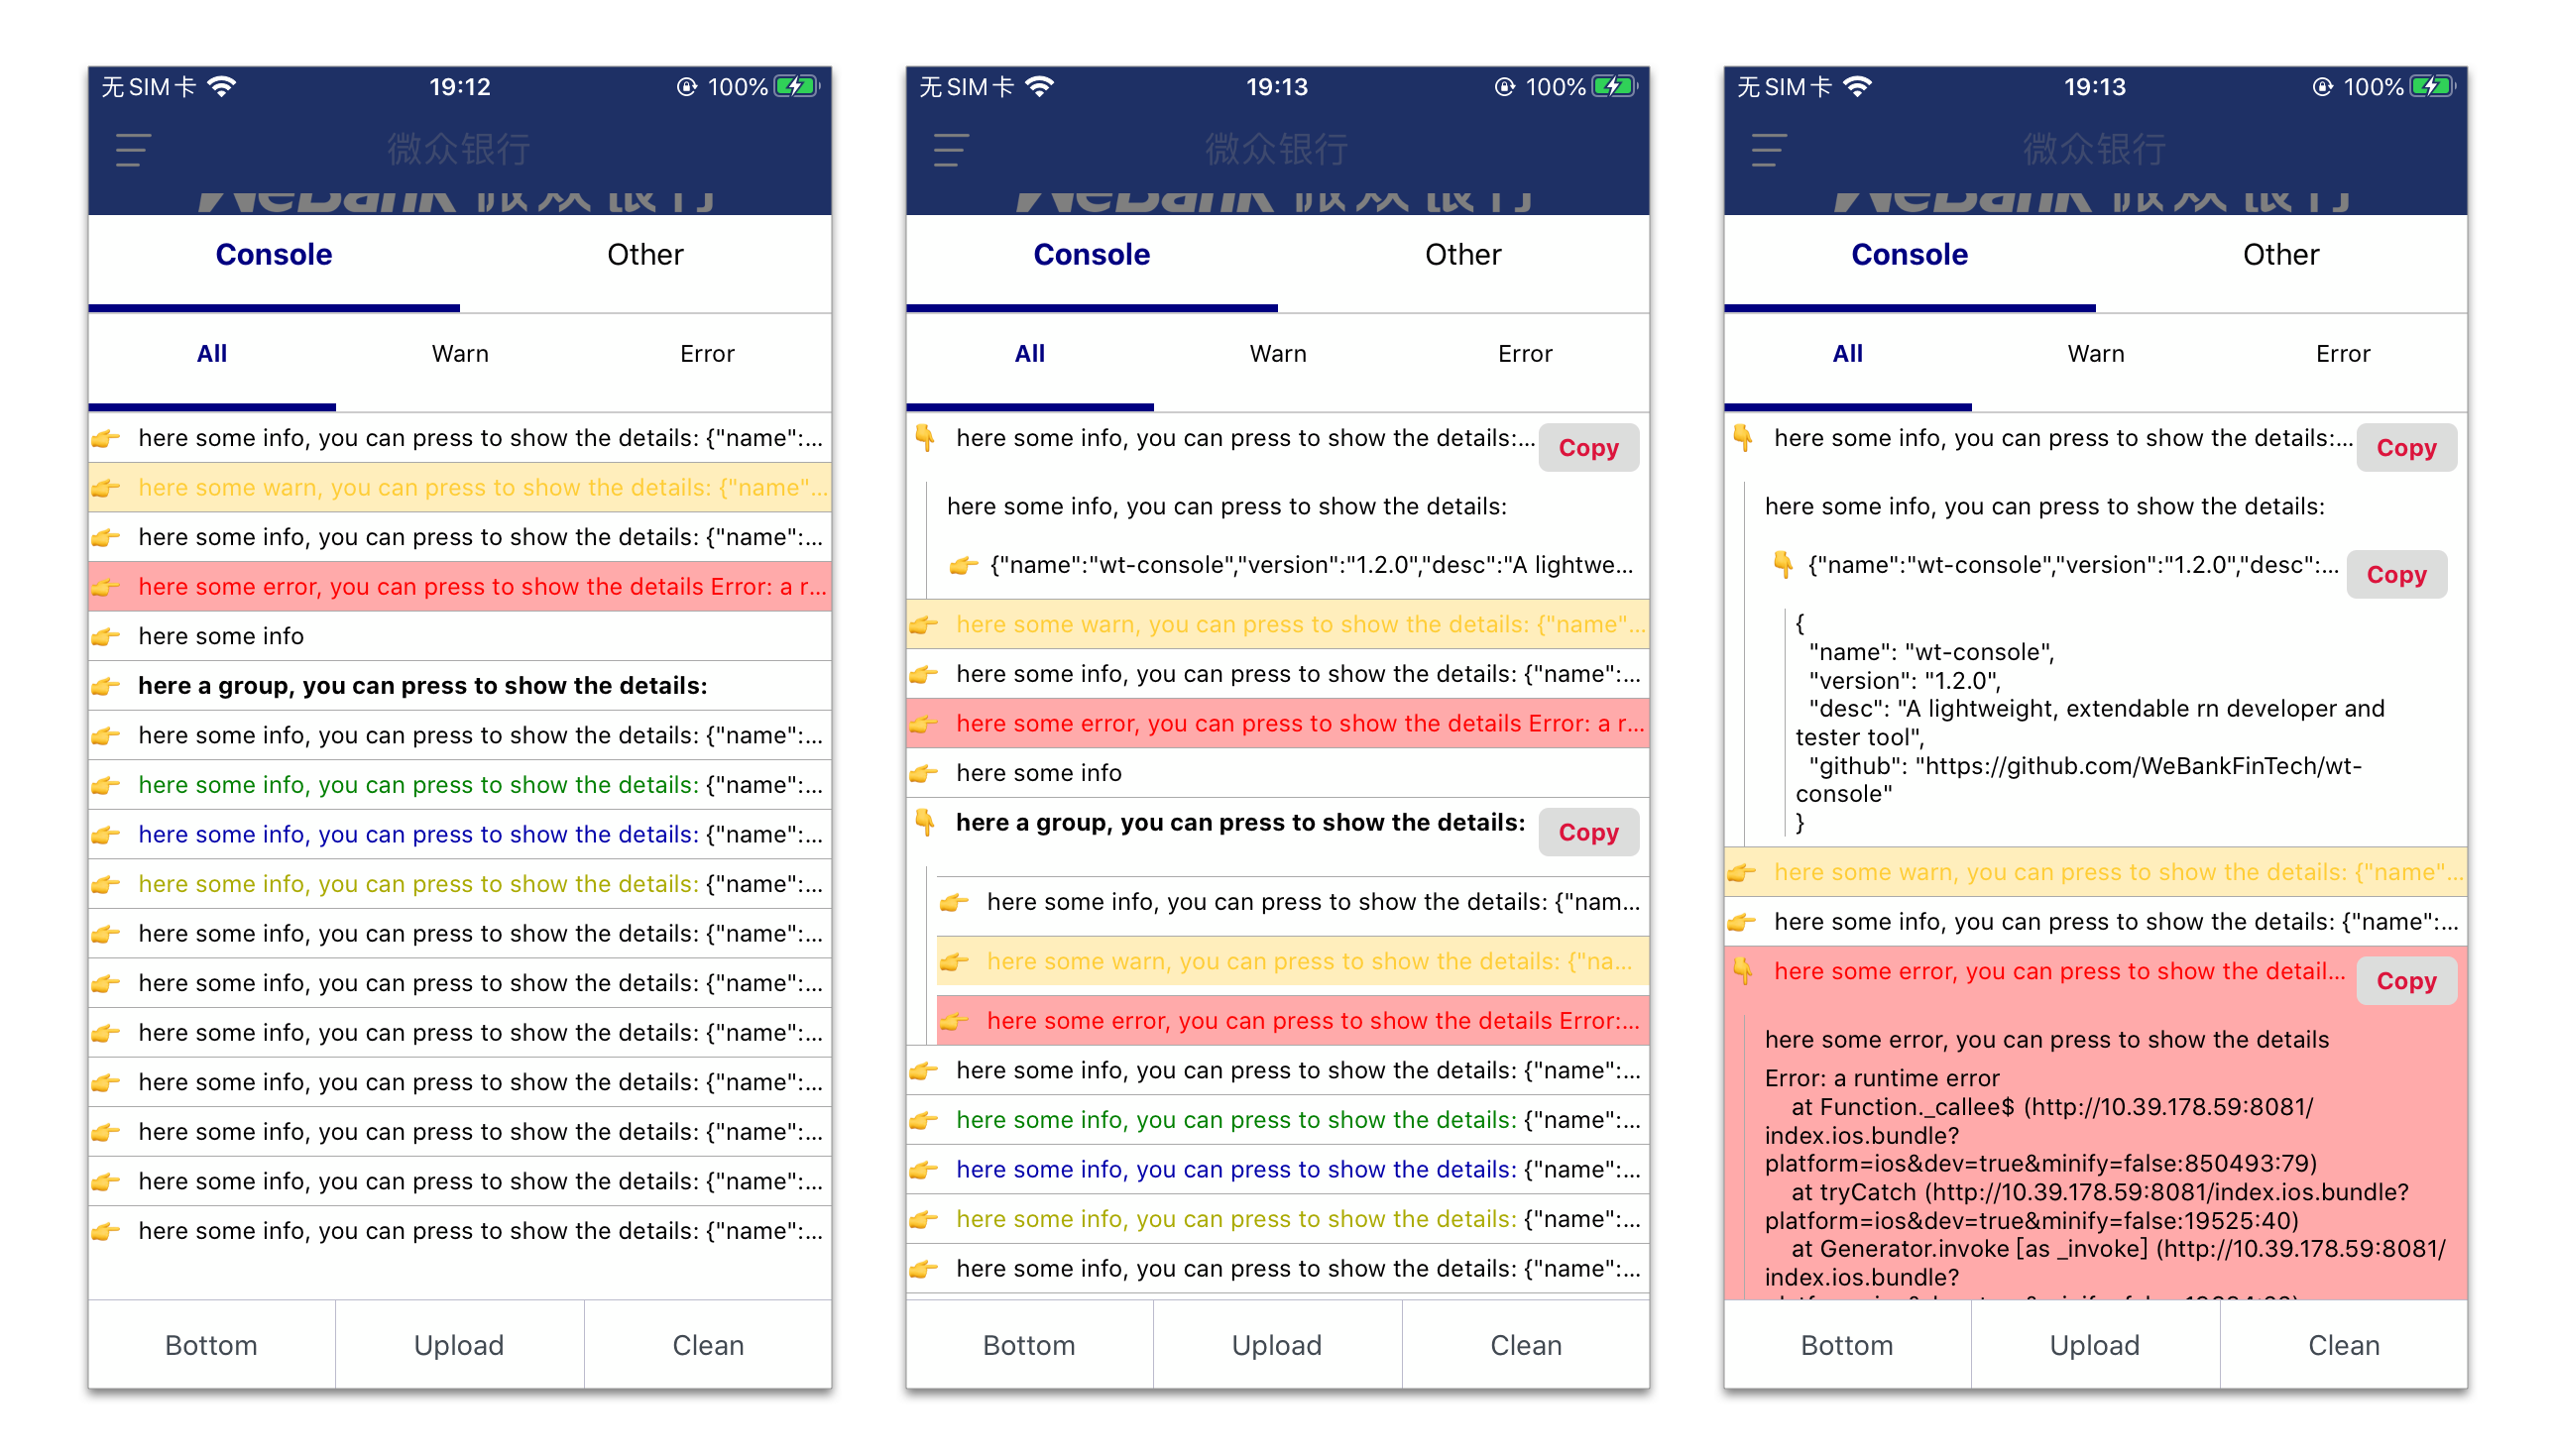 无SIM卡 19:12 100%
微众银行
WeBank 微众银行
Console Other
All Warn Error
here some info, you can press to show the details: {"name":...
here some warn, you can press to show the details: {"name"...
here some info, you can press to show the details: {"name":...
here some error, you can press to show the details Error: a r...
here some info
here a group, you can press to show the details:
here some info, you can press to show the details: {"name":...
here some info, you can press to show the details: {"name":...
here some info, you can press to show the details: {"name":...
here some info, you can press to show the details: {"name":...
here some info, you can press to show the details: {"name":...
here some info, you can press to show the details: {"name":...
here some info, you can press to show the details: {"name":...
here some info, you can press to show the details: {"name":...
here some info, you can press to show the details: {"name":...
here some info, you can press to show the details: {"name":...
here some info, you can press to show the details: {"name":...
Bottom Upload Clean
无SIM卡 19:13 100%
微众银行
WeBank 微众银行
Console Other
All Warn Error
here some info, you can press to show the details:... Copy
here some info, you can press to show the details:
{"name":"wt-console","version":"1.2.0","desc":"A lightwe...
here some warn, you can press to show the details: {"name"...
here some info, you can press to show the details: {"name":...
here some error, you can press to show the details Error: a r...
here some info
here a group, you can press to show the details: Copy
here some info, you can press to show the details: {"nam...
here some warn, you can press to show the details: {"na...
here some error, you can press to show the details Error:...
here some info, you can press to show the details: {"name":...
here some info, you can press to show the details: {"name":...
here some info, you can press to show the details: {"name":...
here some info, you can press to show the details: {"name":...
here some info, you can press to show the details: {"name":...
Bottom Upload Clean
无SIM卡 19:13 100%
微众银行
WeBank 微众银行
Console Other
All Warn Error
here some info, you can press to show the details:... Copy
here some info, you can press to show the details:
{"name":"wt-console","version":"1.2.0","desc":... Copy
{
"name": "wt-console",
"version": "1.2.0",
"desc": "A lightweight, extendable rn developer and
tester tool",
"github": "https://github.com/WeBankFinTech/wt-
console"
}
here some warn, you can press to show the details: {"name"...
here some info, you can press to show the details: {"name":...
here some error, you can press to show the detail... Copy
here some error, you can press to show the details
Error: a runtime error
at Function._callee$ (http://10.39.178.59:8081/
index.ios.bundle?
platform=ios&dev=true&minify=false:850493:79)
at tryCatch (http://10.39.178.59:8081/index.ios.bundle?
platform=ios&dev=true&minify=false:19525:40)
at Generator.invoke [as _invoke] (http://10.39.178.59:8081/
index.ios.bundle?
Bottom Upload Clean